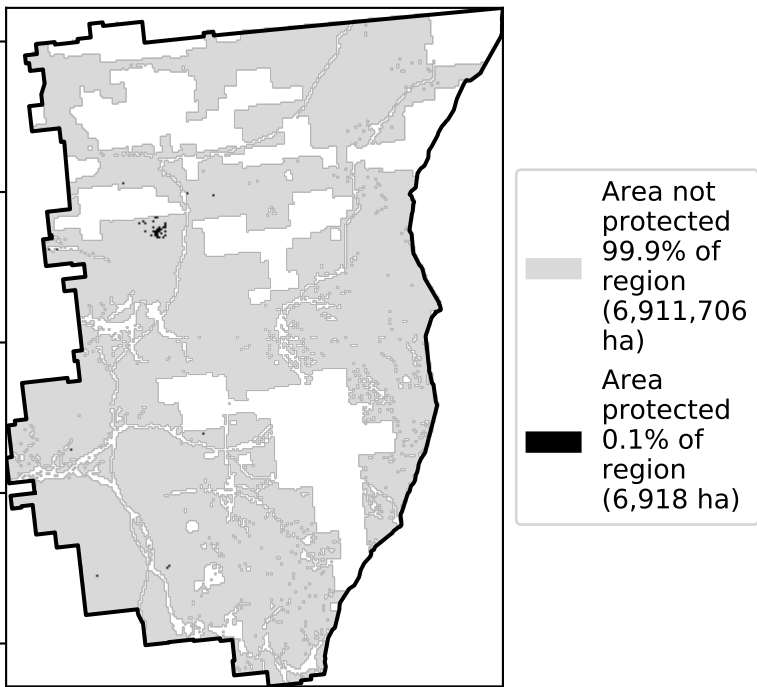 Area not
protected
99.9% of
region
(6,911,706
ha)
Area
protected
0.1% of
region
(6,918 ha)